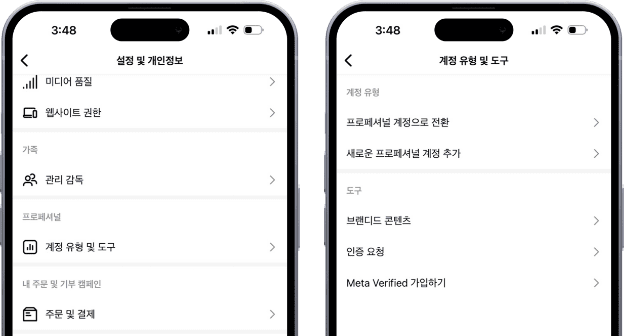 3:48
설정 및 개인정보
미디어 품질
웹사이트 권한
가족
관리 감독
프로페셔널
계정 유형 및 도구
내 주문 및 기부 캠페인
주문 및 결제
3:48
계정 유형 및 도구
계정 유형
프로페셔널 계정으로 전환
새로운 프로페셔널 계정 추가
도구
브랜디드 콘텐츠
인증 요청
Meta Verified 가입하기